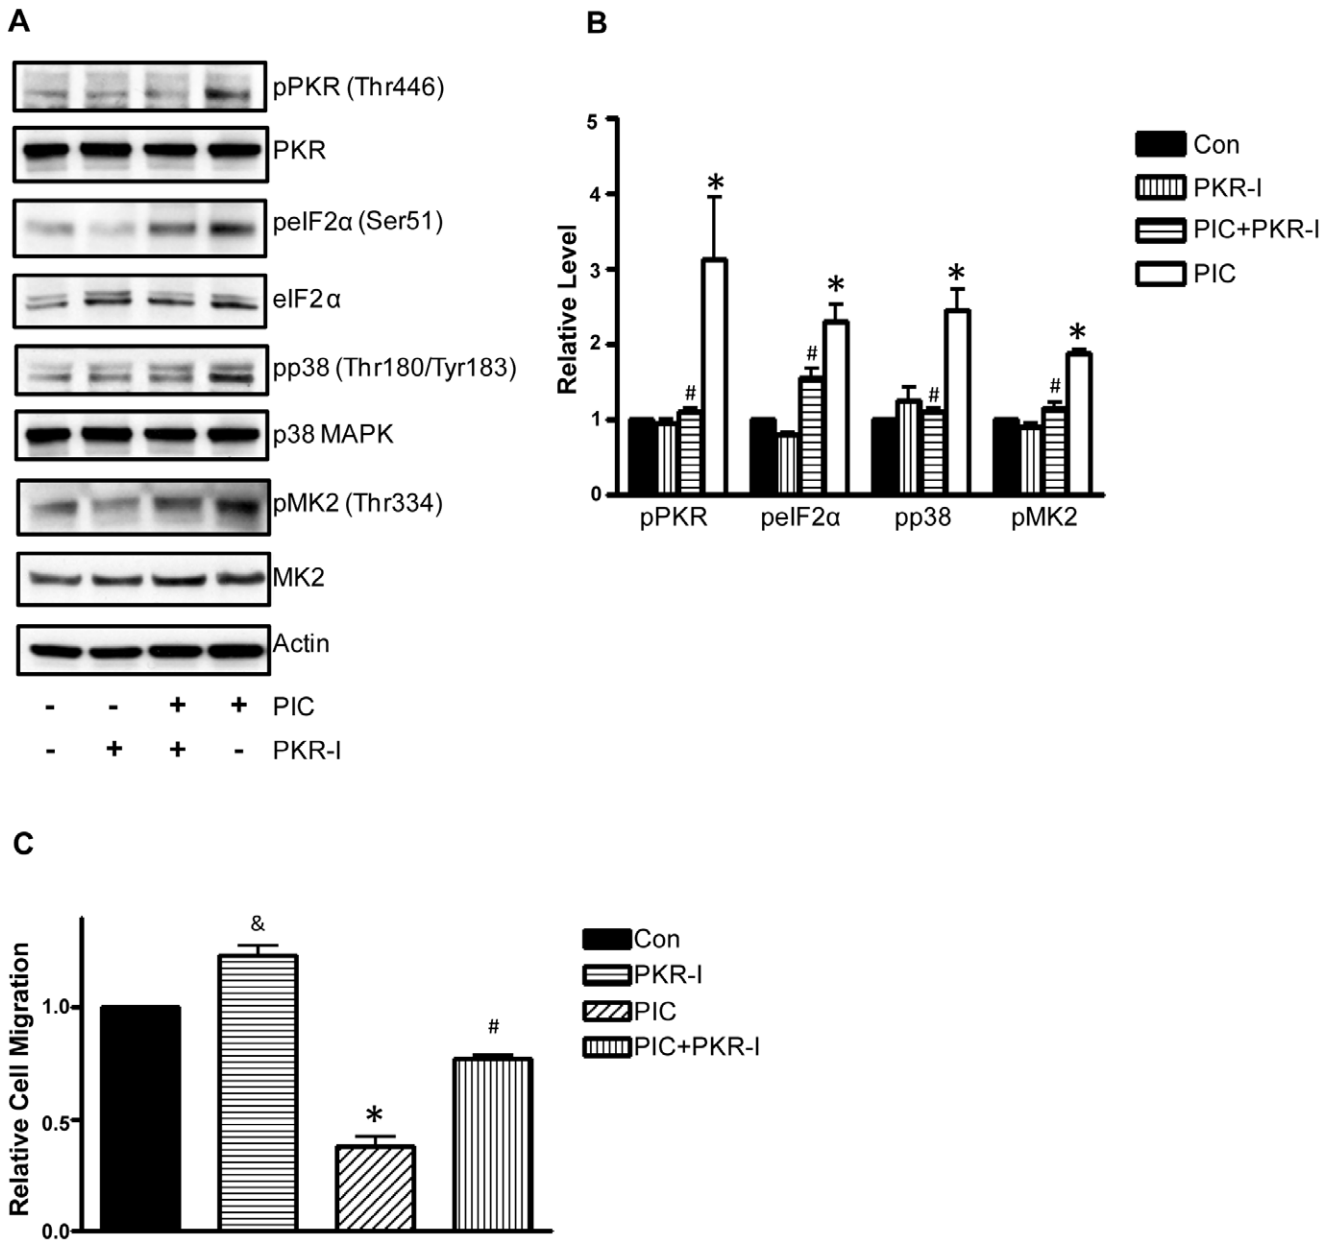 A
pPKR (Thr446)
PKR
peIF2α (Ser51)
eIF2α
pp38 (Thr180/Tyr183)
p38 MAPK
pMK2 (Thr334)
MK2
Actin
- - + + PIC
- + + - PKR-I
B
Relative Level
5
4
3
2
1
0
* * * *
# # # #
pPKR peIF2α pp38 pMK2
Con
PKR-I
PIC+PKR-I
PIC
C
Relative Cell Migration
1.0
0.5
0.0
&
*
#
Con
PKR-I
PIC
PIC+PKR-I